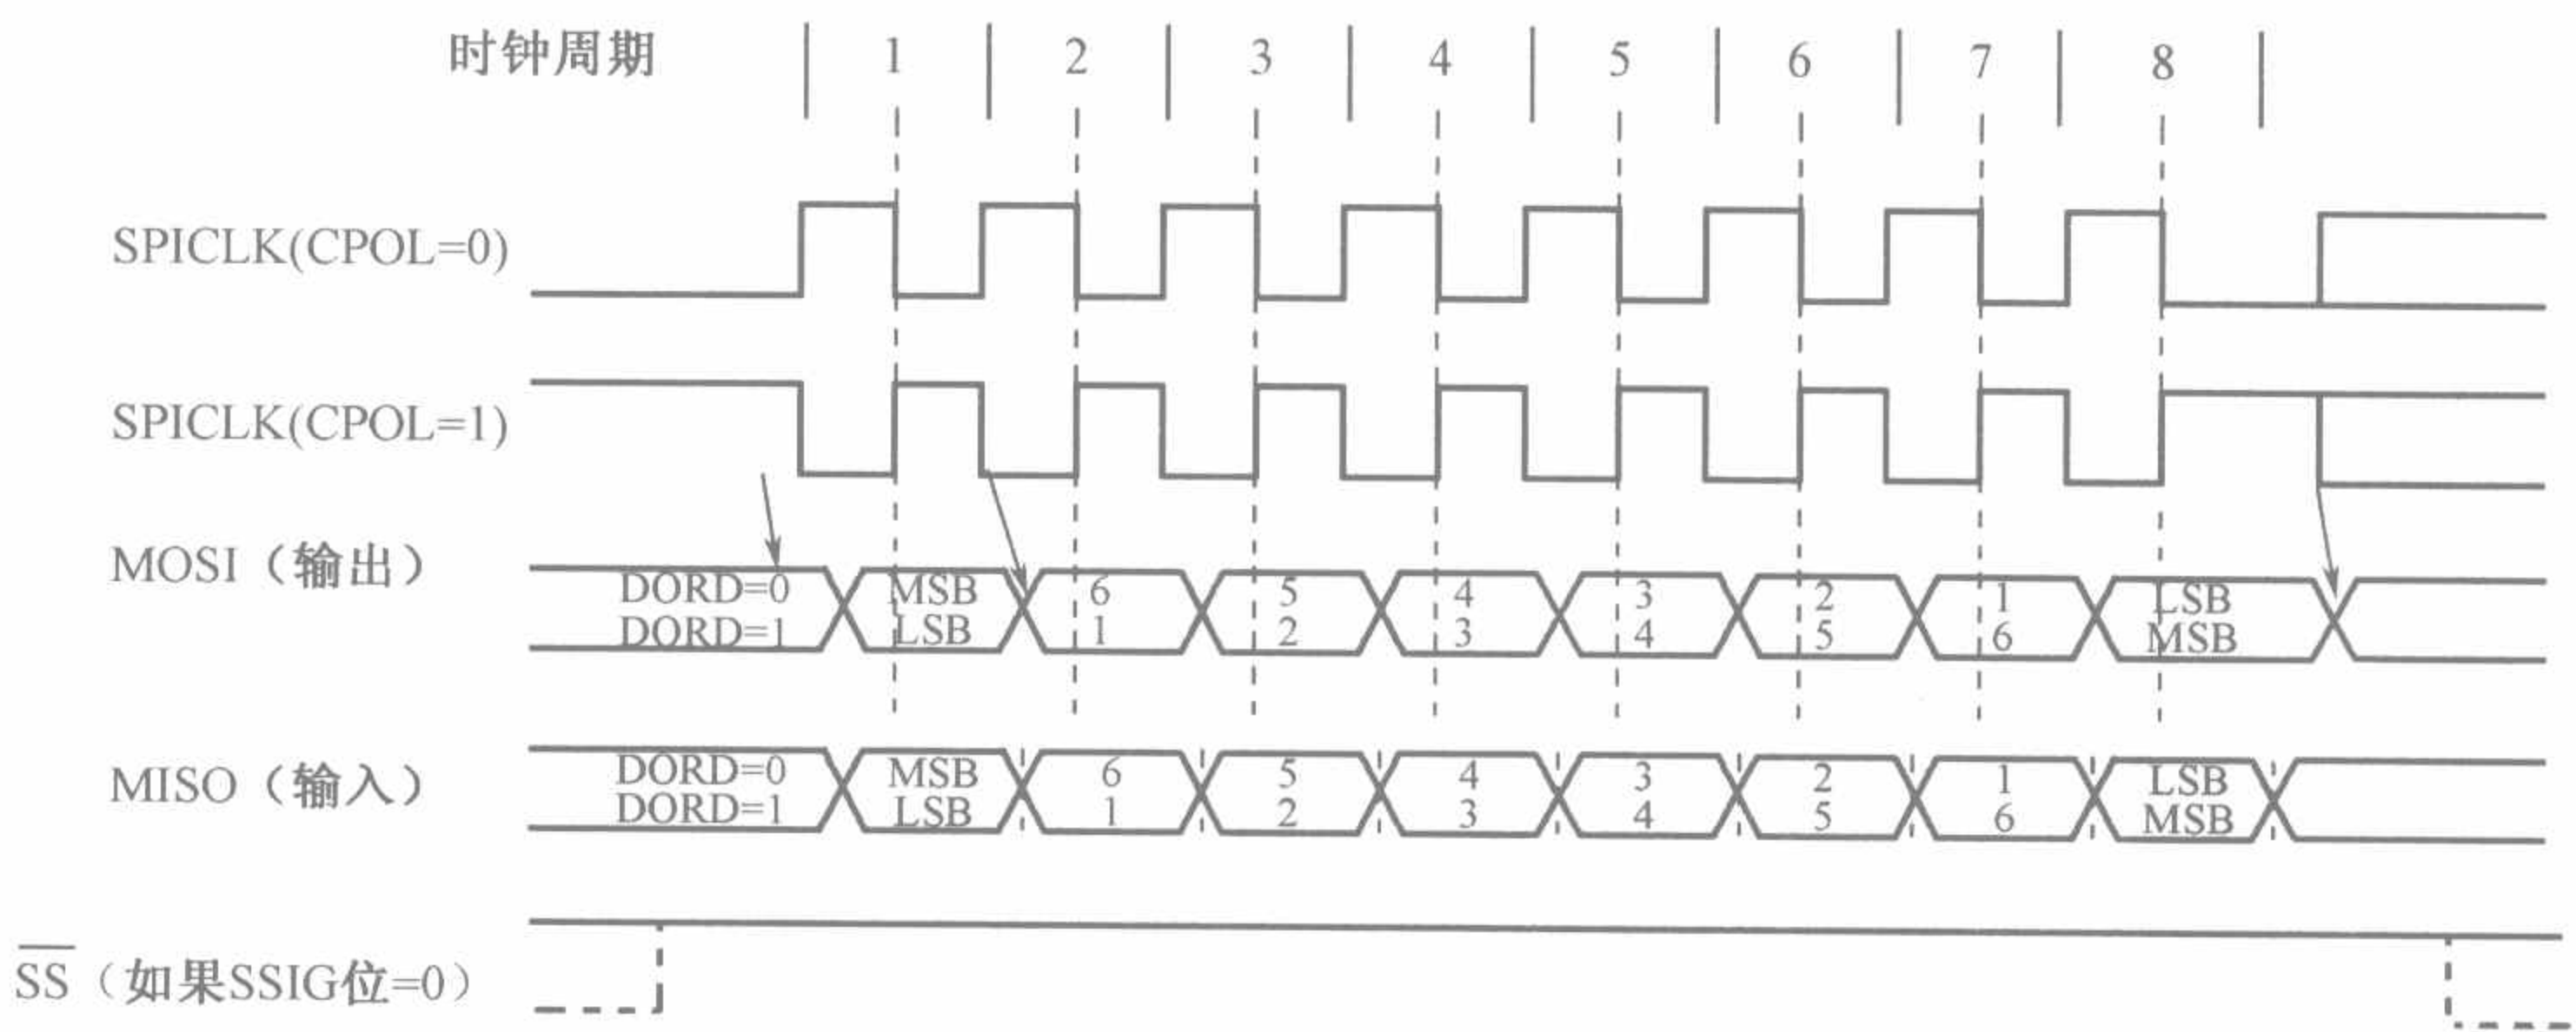 时钟周期 1 2 3 4 5 6 7 8
SPICLK(CPOL=0)
SPICLK(CPOL=1)
MOSI（输出） DORD=0 MSB 6 5 4 3 2 1 LSB
DORD=1 LSB 1 2 3 4 5 6 MSB
MISO（输入） DORD=0 MSB 6 5 4 3 2 1 LSB
DORD=1 LSB 1 2 3 4 5 6 MSB
S̅S̅（如果SSIG位=0）